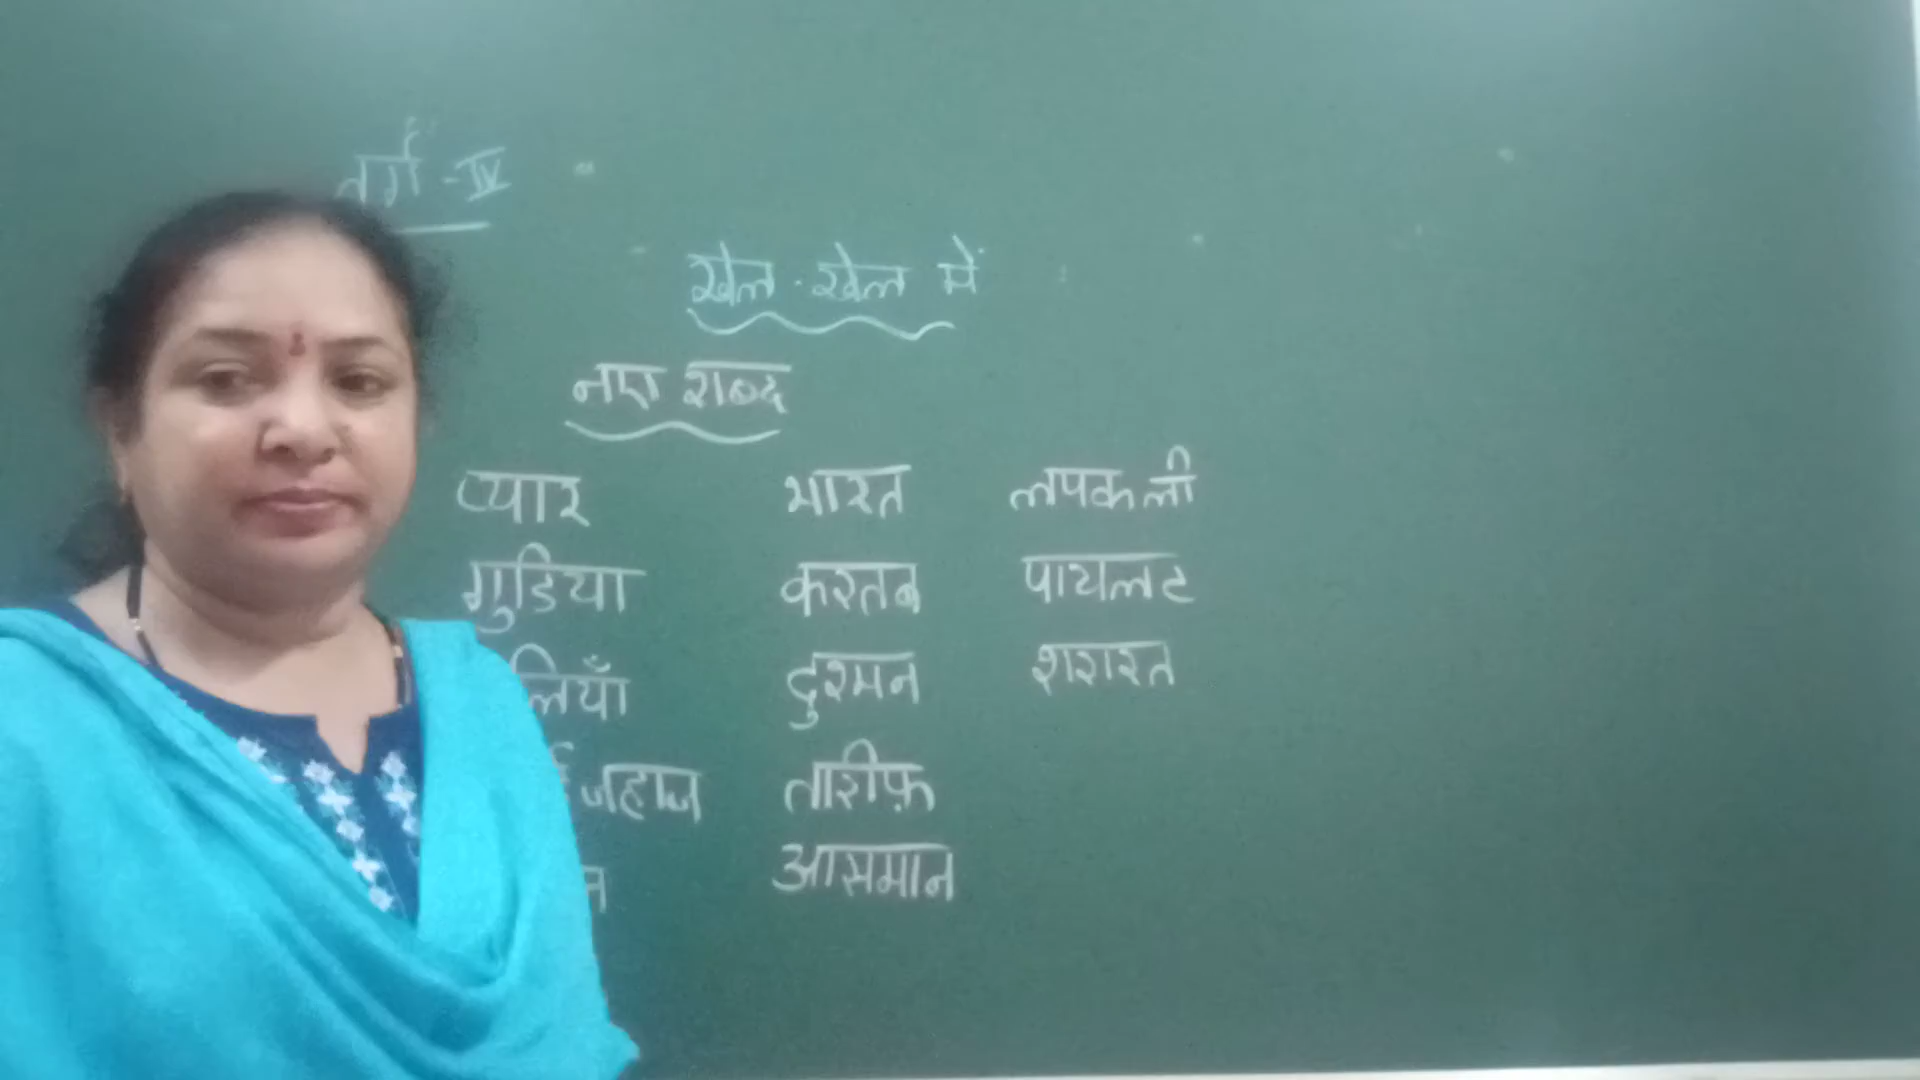 वर्ग - IV
खेल - खेल में
नए शब्द
प्यार भारत लपकली
गुडिया करतब पायलट
लियाँ दुश्मन शरारत
जहाज तारीफ़
आसमान